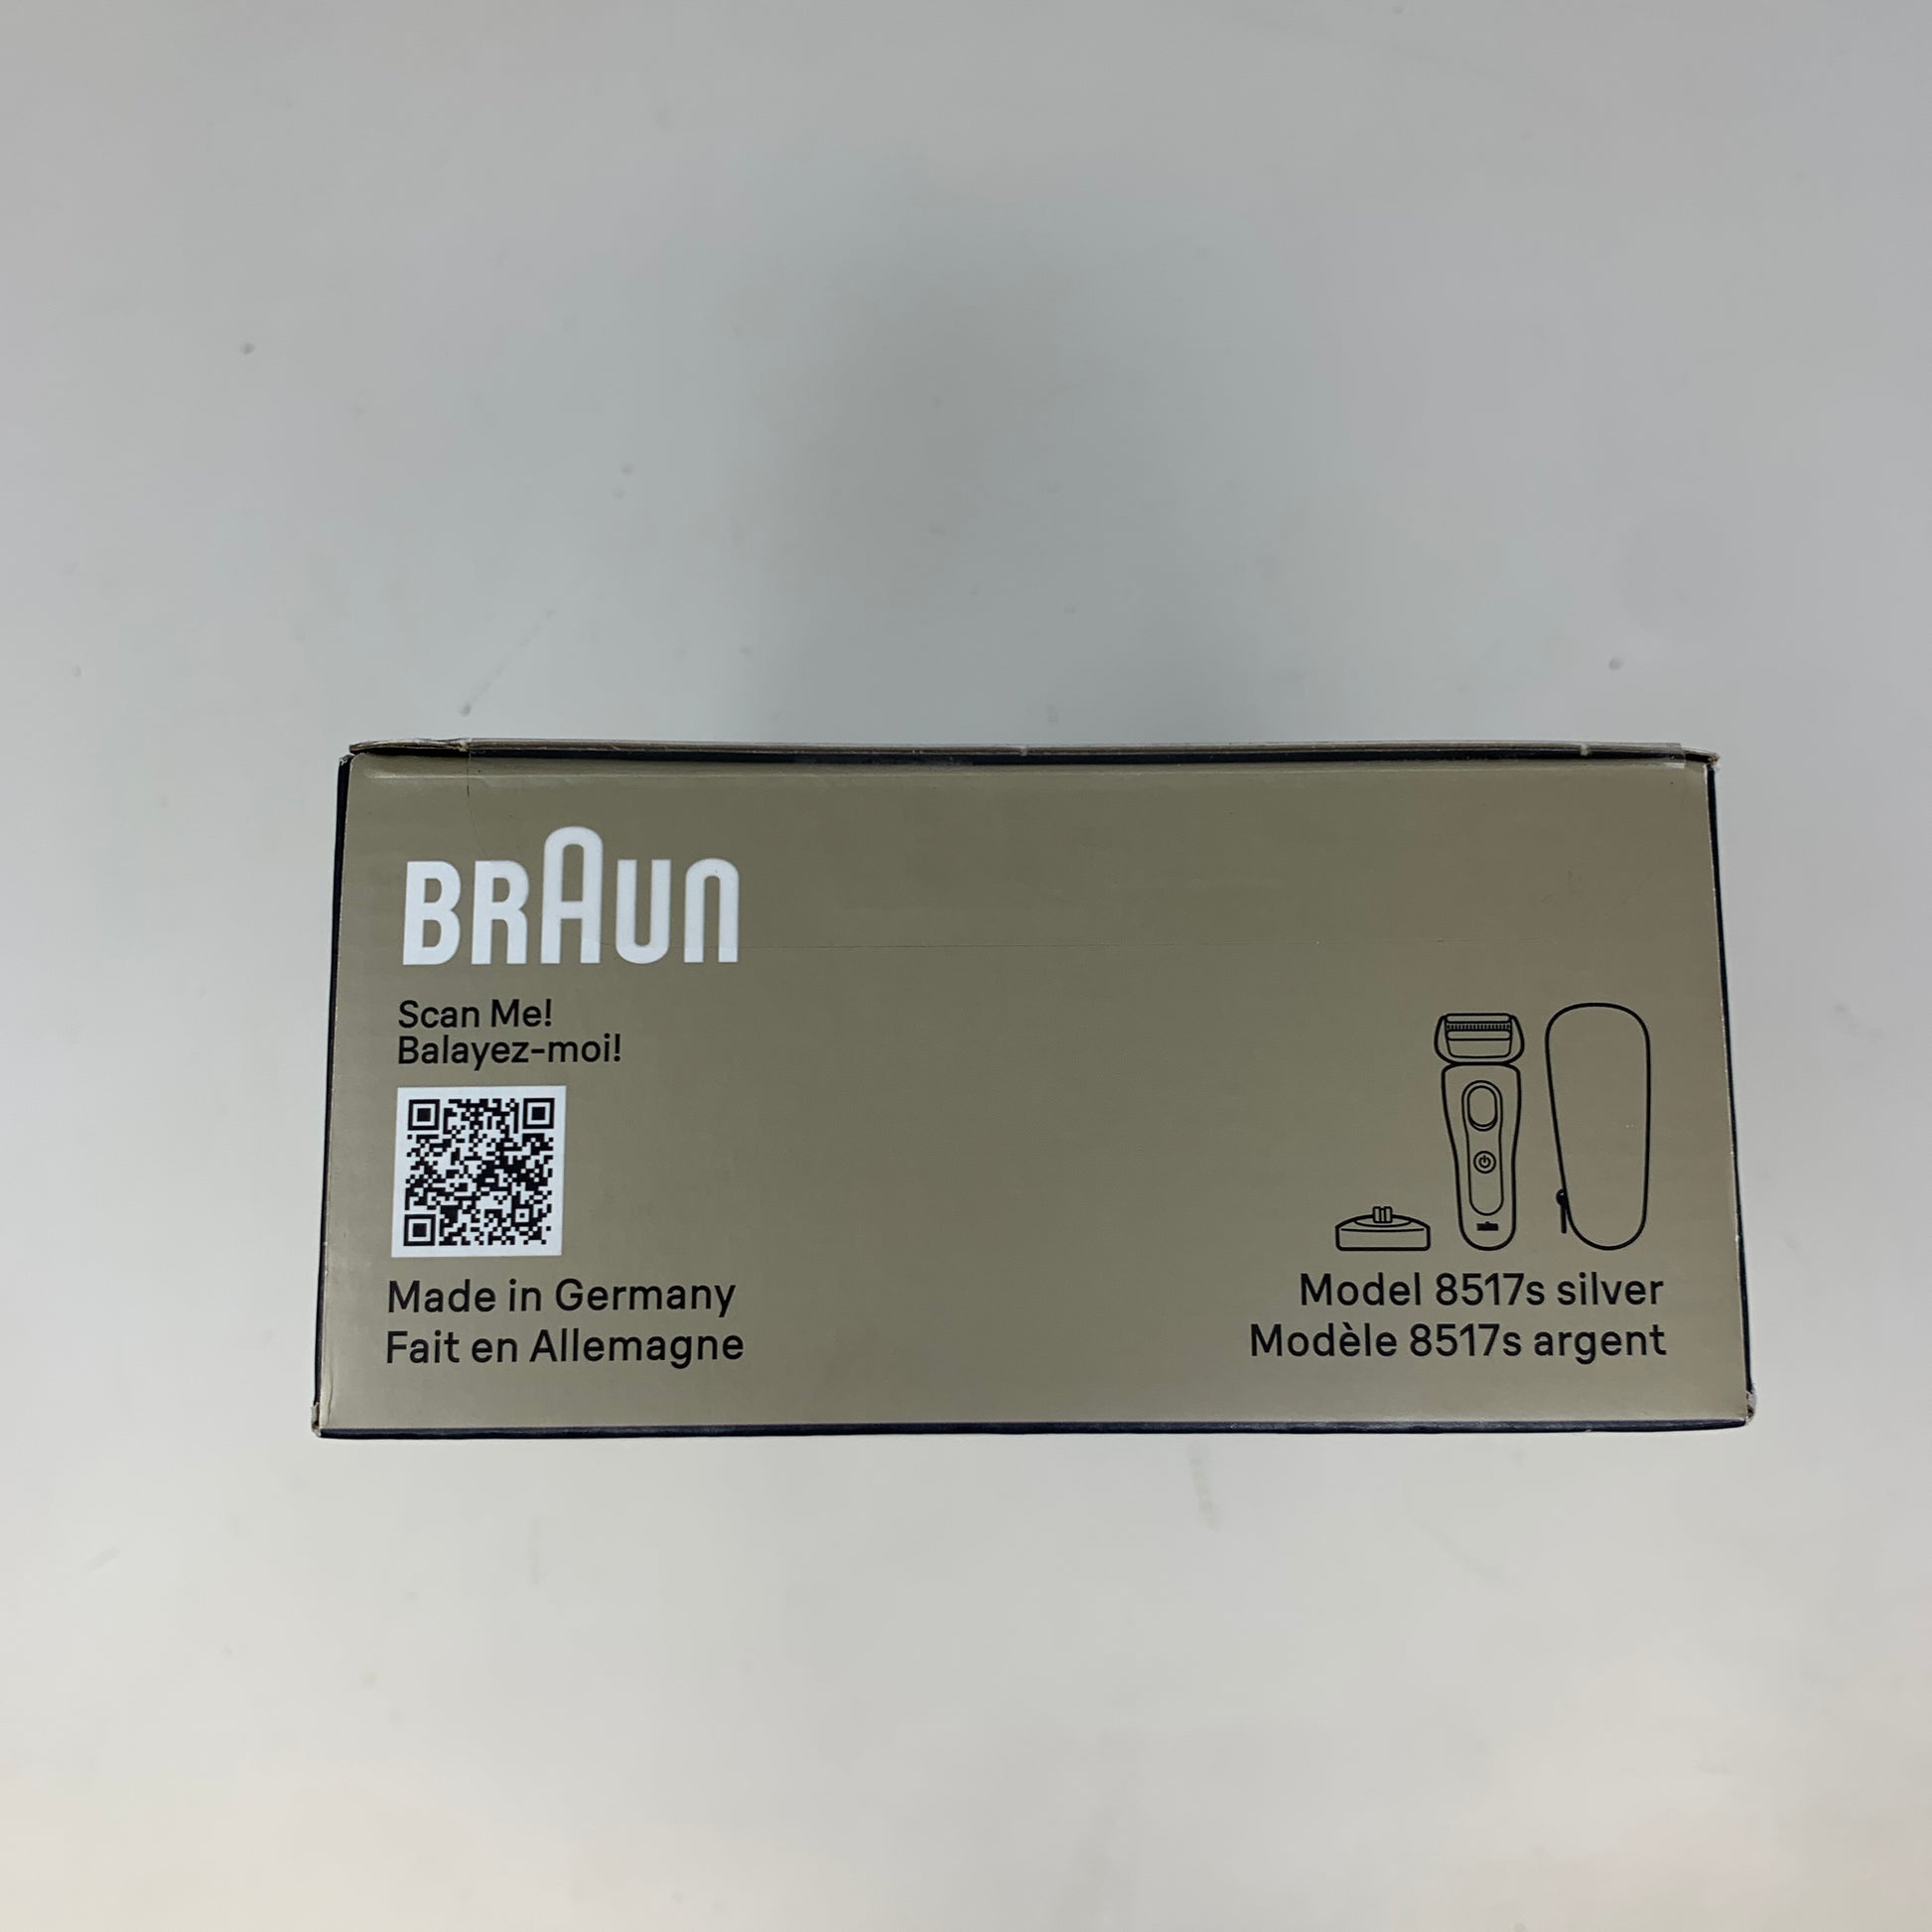 BRAUN
Scan Me!
Balayez-moi!
Made in Germany
Fait en Allemagne
Model 8517s silver
Modèle 8517s argent